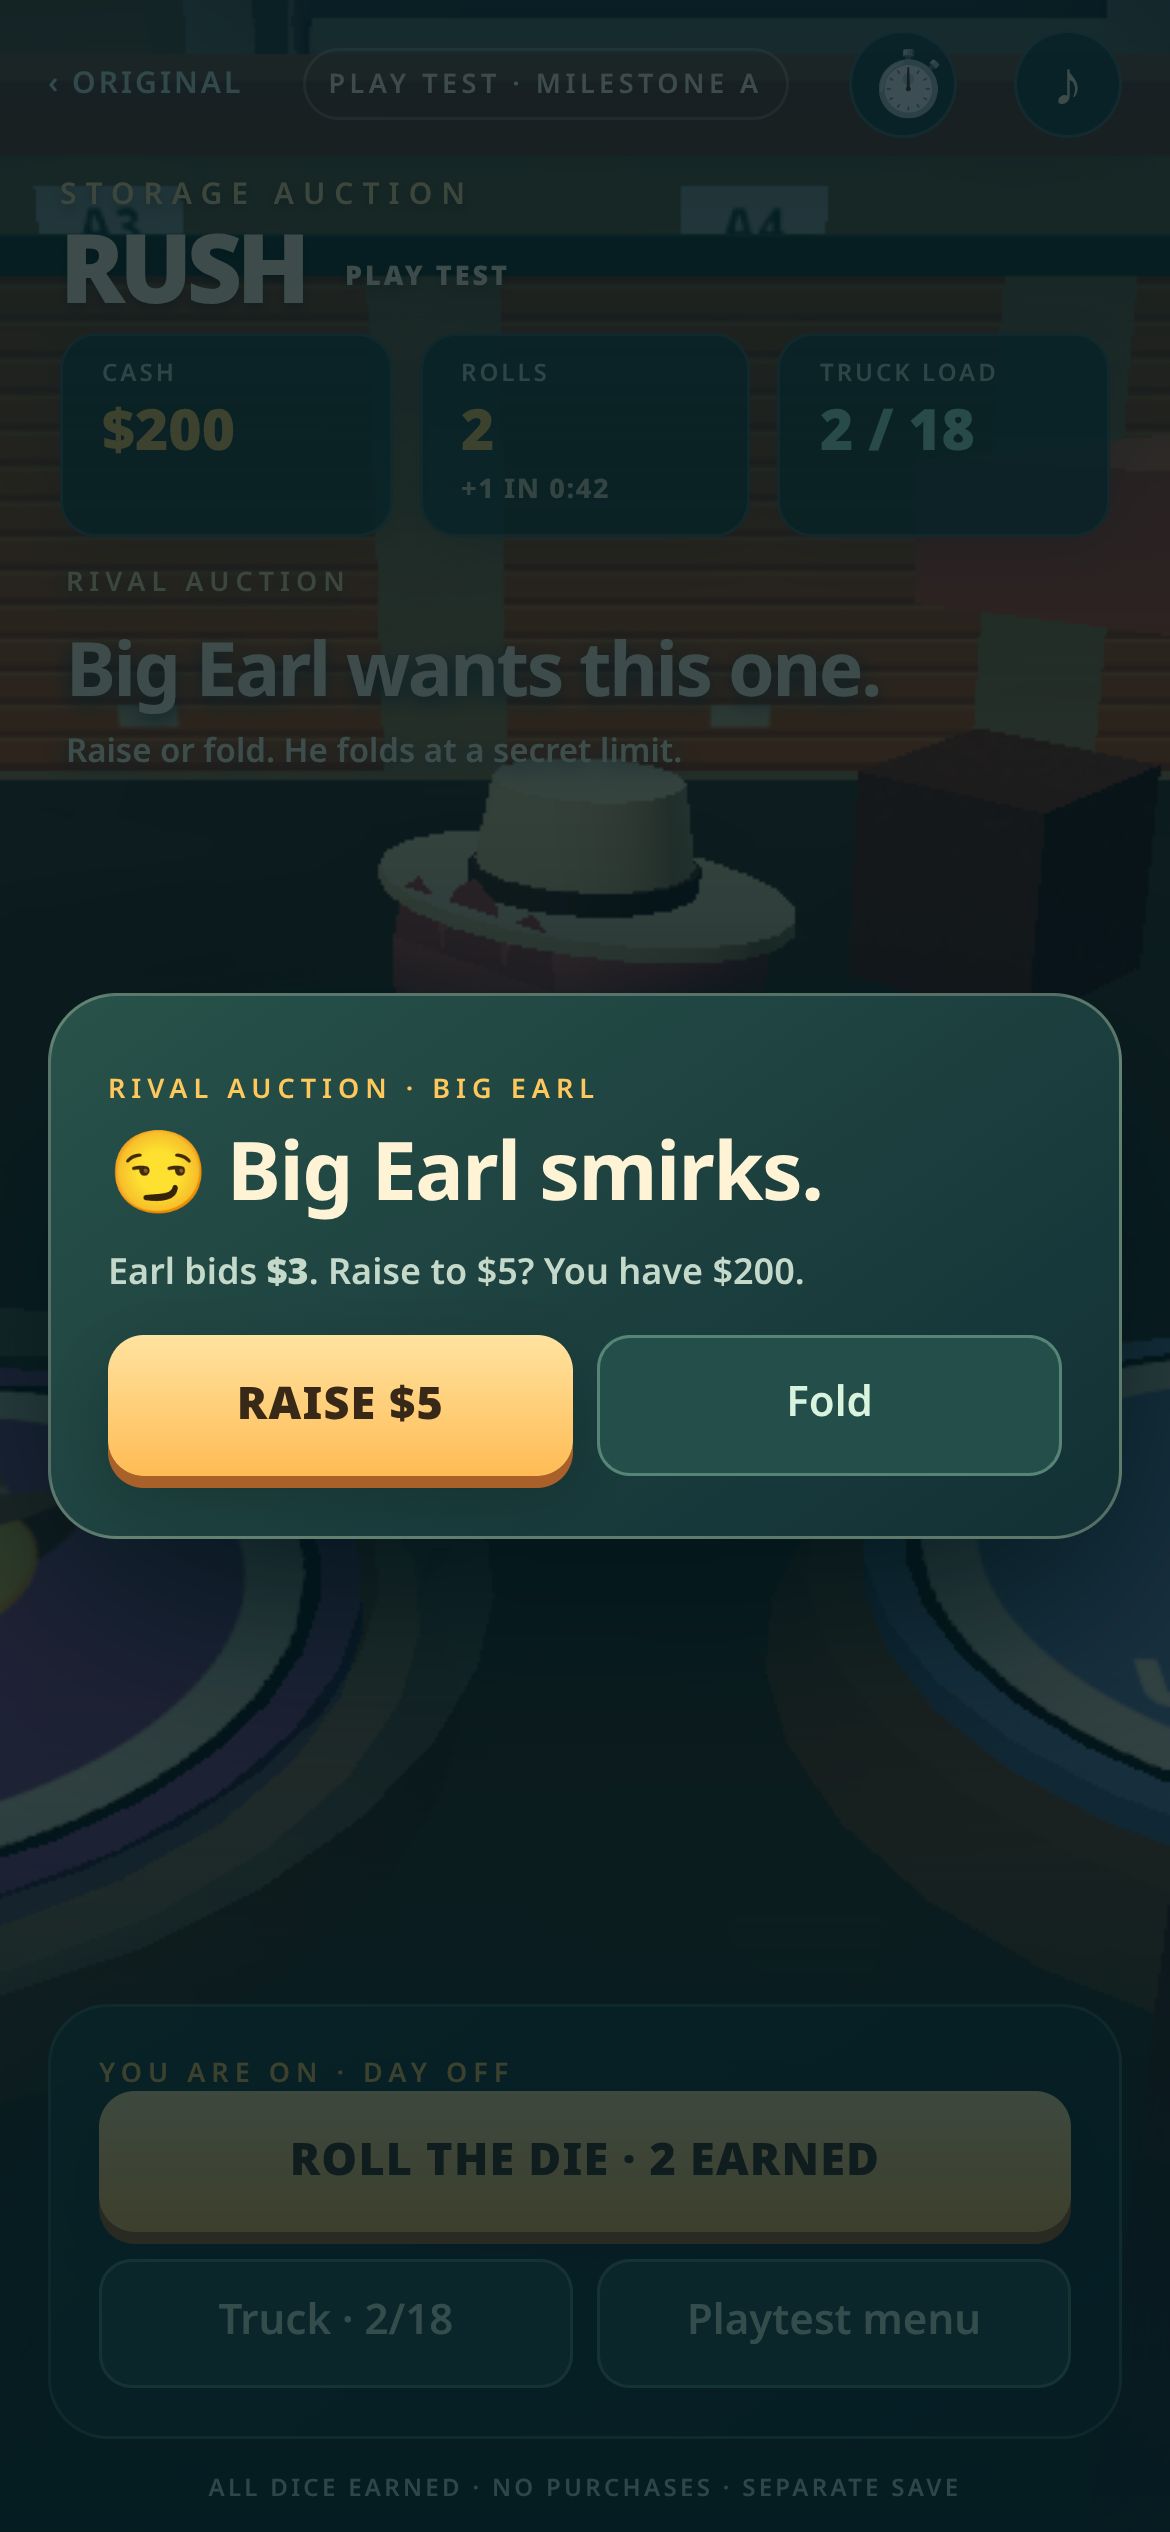 ‹ ORIGINAL
PLAY TEST · MILESTONE A
STORAGE AUCTION
A3
A4
RUSH PLAY TEST
CASH
$200
ROLLS
2
+1 IN 0:42
TRUCK LOAD
2 / 18
RIVAL AUCTION
Big Earl wants this one.
Raise or fold. He folds at a secret limit.
RIVAL AUCTION · BIG EARL
😏 Big Earl smirks.
Earl bids $3. Raise to $5? You have $200.
RAISE $5
Fold
YOU ARE ON · DAY OFF
ROLL THE DIE · 2 EARNED
Truck · 2/18
Playtest menu
ALL DICE EARNED · NO PURCHASES · SEPARATE SAVE